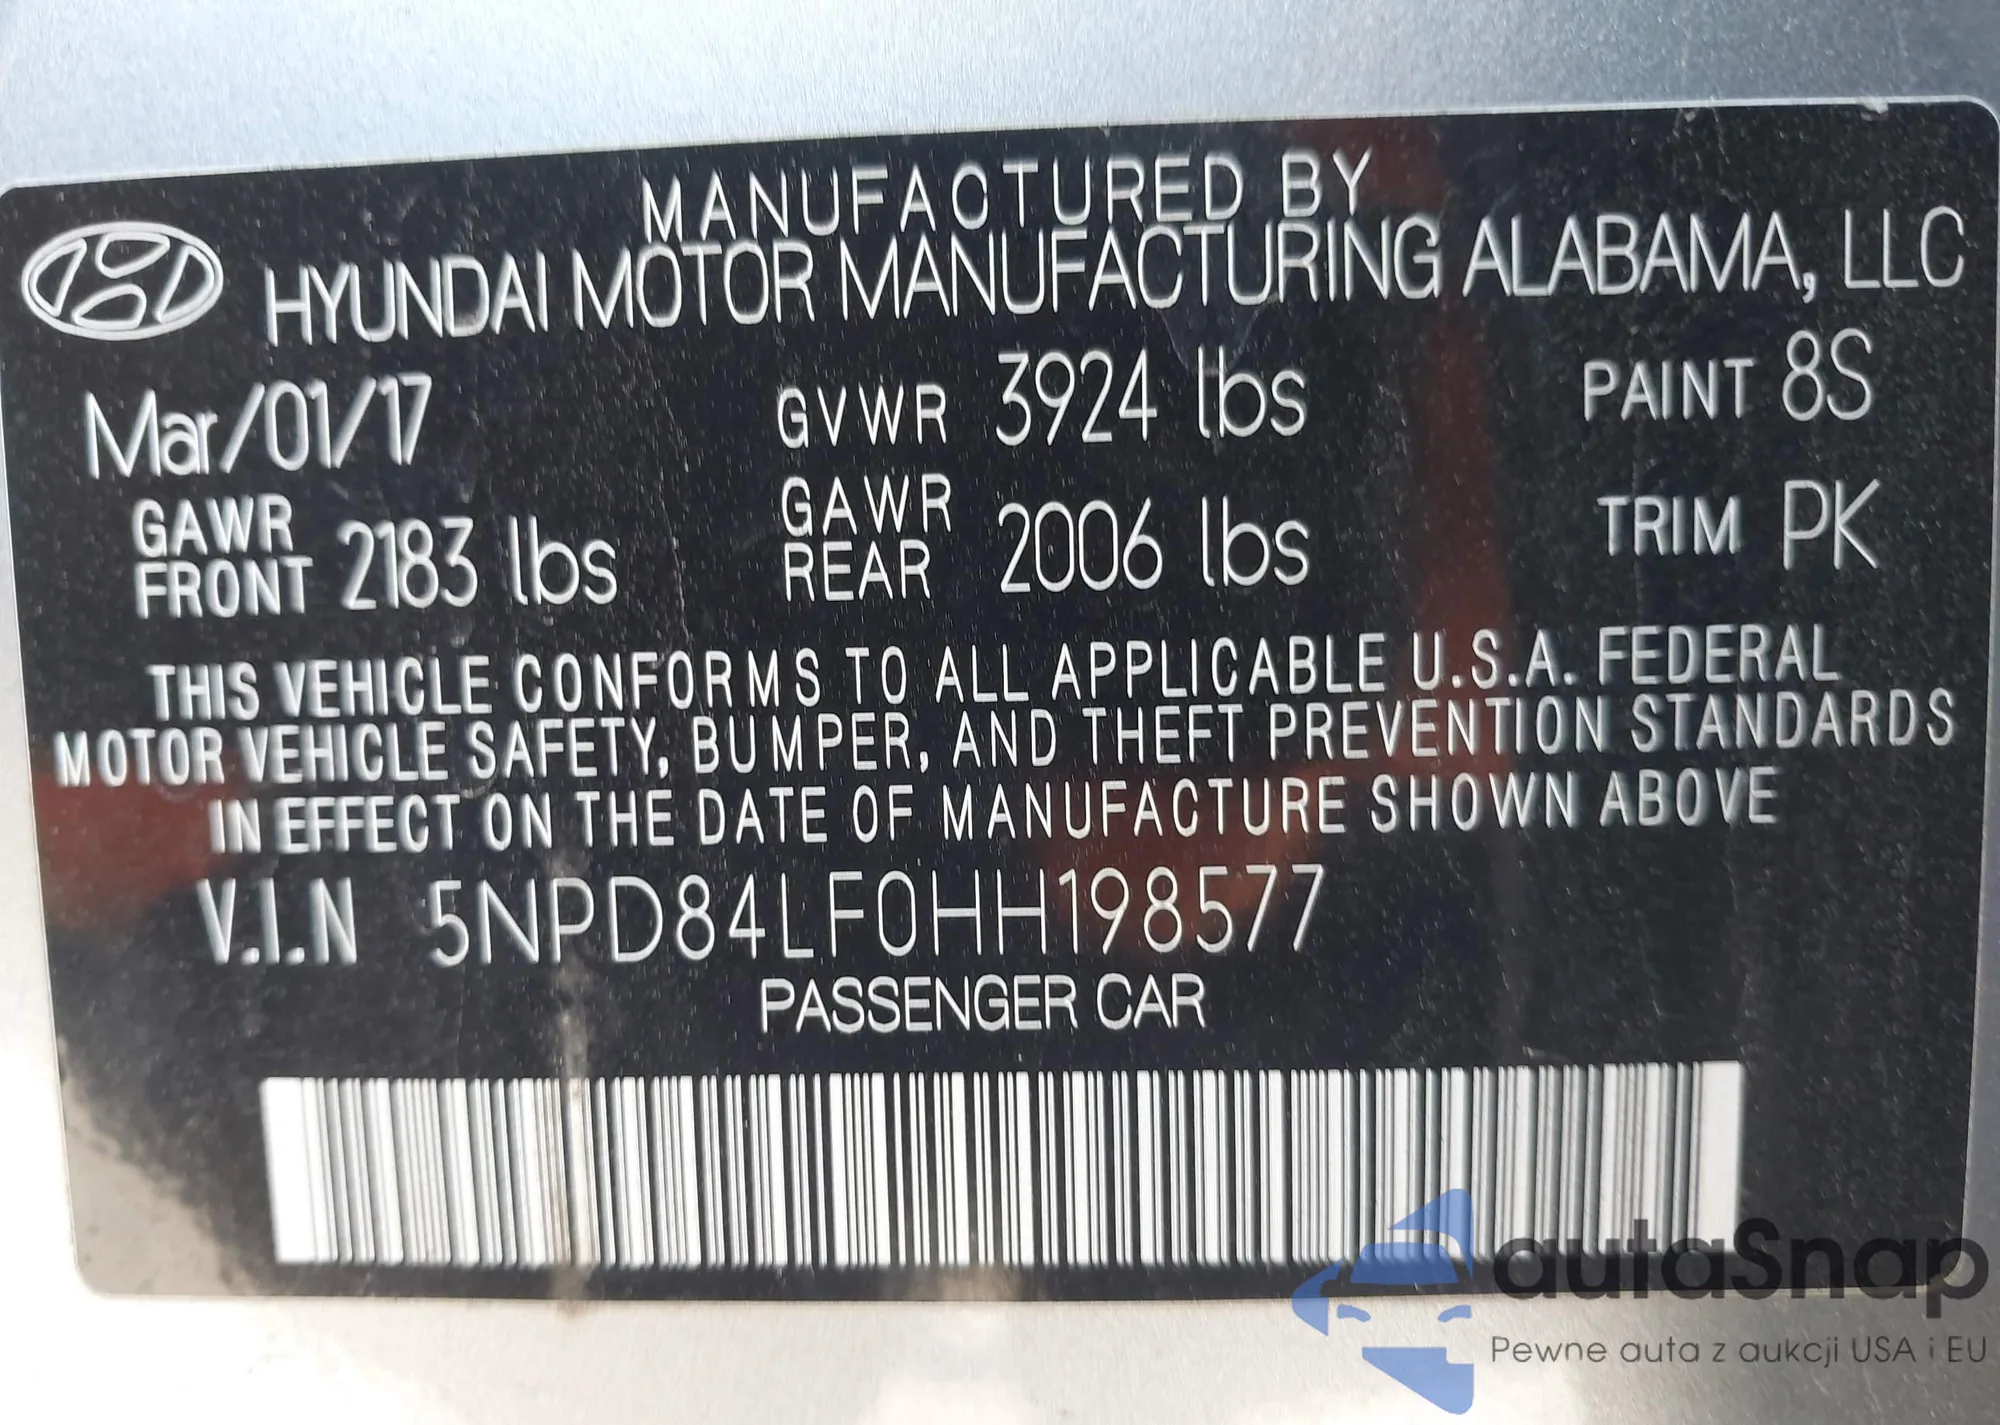 MANUFACTURED BY
HYUNDAI MOTOR MANUFACTURING ALABAMA, LLC
Mar/01/17 GVWR 3924 lbs PAINT 8S
GAWR FRONT 2183 lbs GAWR REAR 2006 lbs TRIM PK
THIS VEHICLE CONFORMS TO ALL APPLICABLE U.S.A. FEDERAL
MOTOR VEHICLE SAFETY, BUMPER, AND THEFT PREVENTION STANDARDS
IN EFFECT ON THE DATE OF MANUFACTURE SHOWN ABOVE
V.I.N 5NPD84LF0HH198577
PASSENGER CAR
autaSnap
Pewne auta z aukcji USA i EU